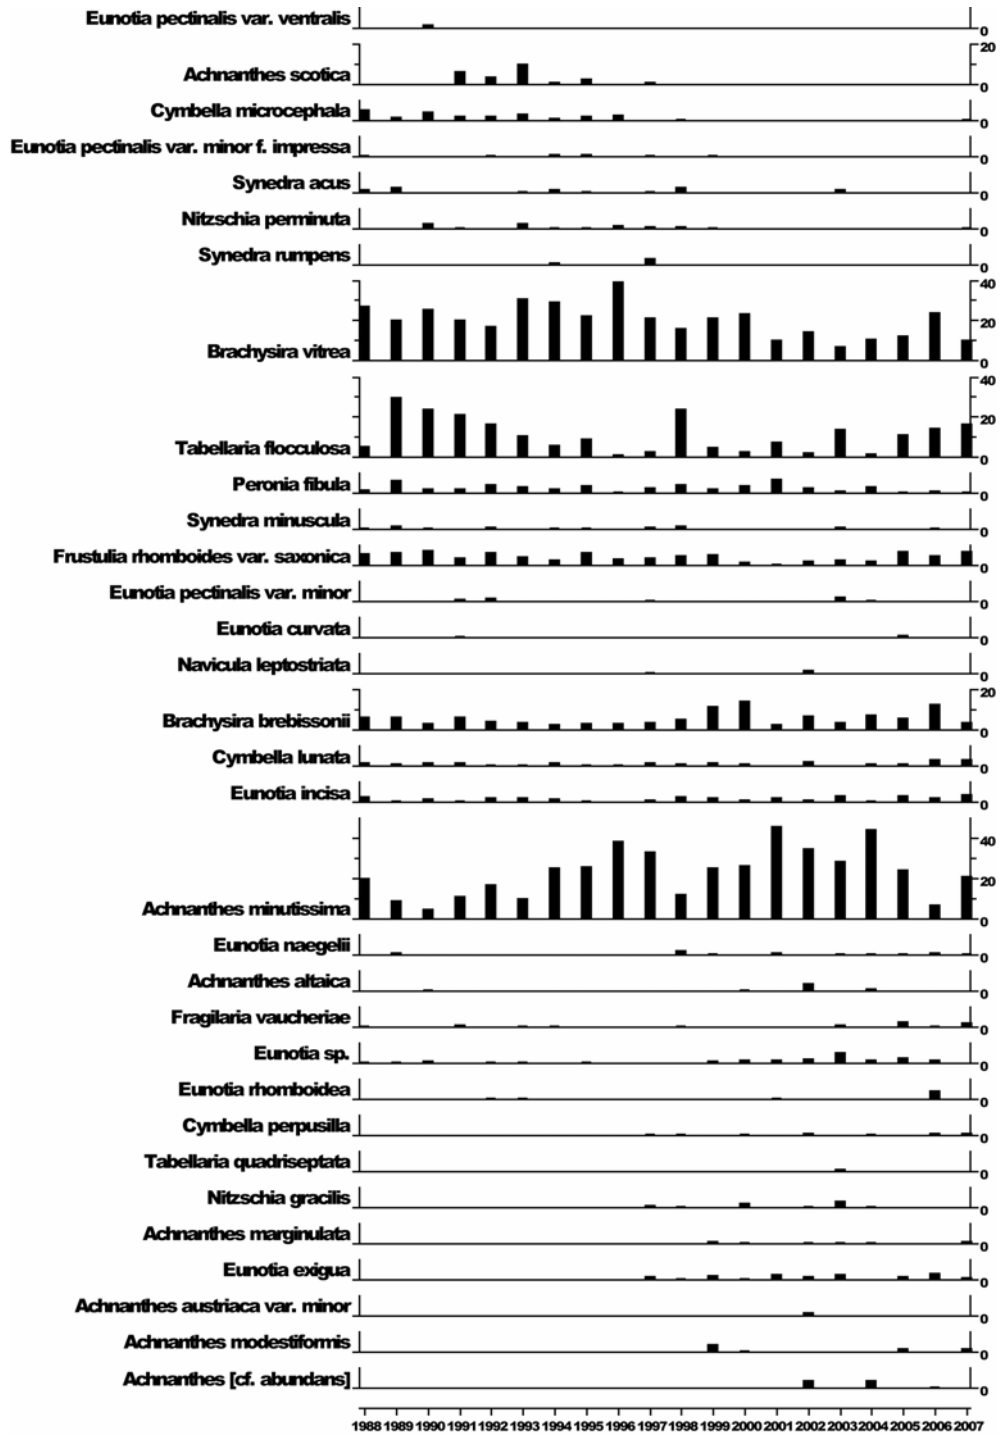 Eunotia pectinalis var. ventralis 0
20
Achnanthes scotica 0
Cymbella microcephala 0
Eunotia pectinalis var. minor f. impressa 0
Synedra acus 0
Nitzschia perminuta 0
Synedra rumpens 0
40
20
Brachysira vitrea 0
40
20
Tabellaria flocculosa 0
Peronia fibula 0
Synedra minuscula 0
Frustulia rhomboides var. saxonica 0
Eunotia pectinalis var. minor 0
Eunotia curvata 0
Navicula leptostriata 0
20
Brachysira brebissonii 0
Cymbella lunata 0
Eunotia incisa 0
40
20
Achnanthes minutissima 0
Eunotia naegelii 0
Achnanthes altaica 0
Fragilaria vaucheriae 0
Eunotia sp. 0
Eunotia rhomboidea 0
Cymbella perpusilla 0
Tabellaria quadriseptata 0
Nitzschia gracilis 0
Achnanthes marginulata 0
Eunotia exigua 0
Achnanthes austriaca var. minor 0
Achnanthes modestiformis 0
Achnanthes [cf. abundans] 0
1988 1989 1990 1991 1992 1993 1994 1995 1996 1997 1998 1999 2000 2001 2002 2003 2004 2005 2006 2007